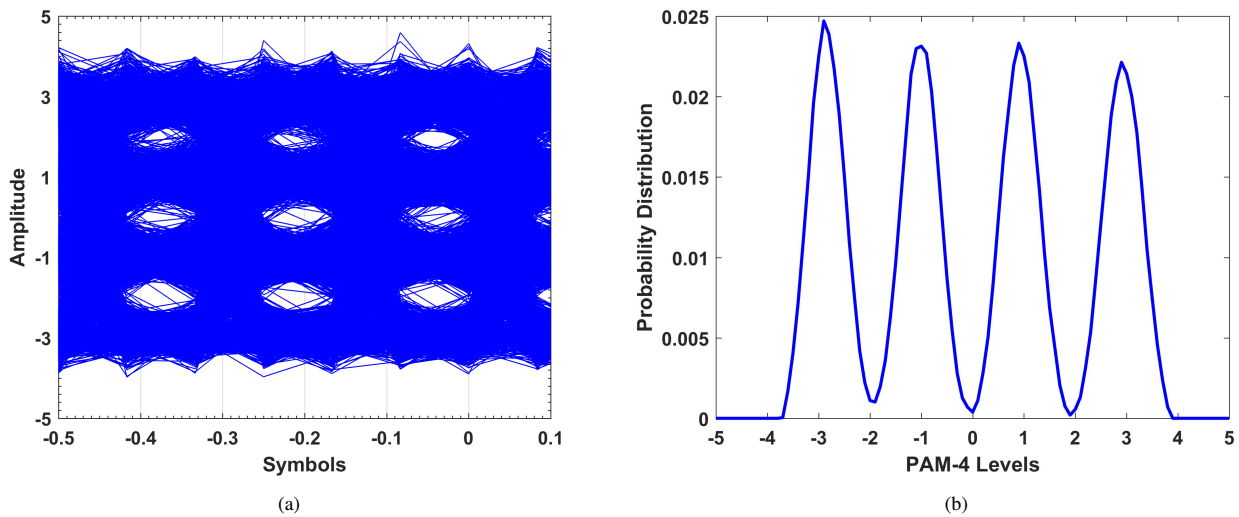 5
3
1
-1
-3
-5
Amplitude
-0.5 -0.4 -0.3 -0.2 -0.1 0 0.1
Symbols
(a)
0.025
0.02
0.015
0.01
0.005
0
Probability Distribution
-5 -4 -3 -2 -1 0 1 2 3 4 5
PAM-4 Levels
(b)